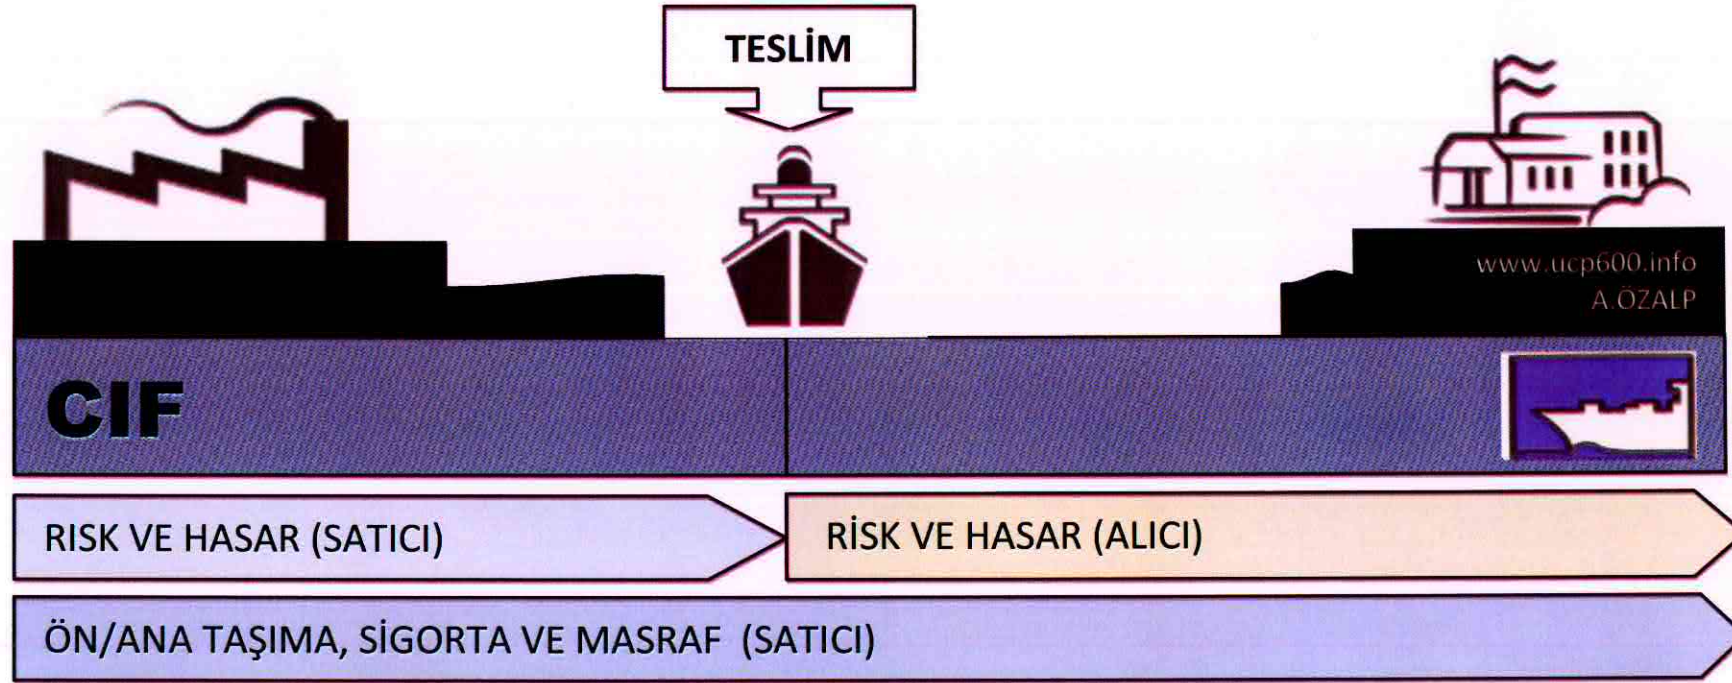 TESLİM
www.ucp600.info
A.ÖZALP
CIF
RISK VE HASAR (SATICI)
RİSK VE HASAR (ALICI)
ÖN/ANA TAŞIMA, SİGORTA VE MASRAF (SATICI)